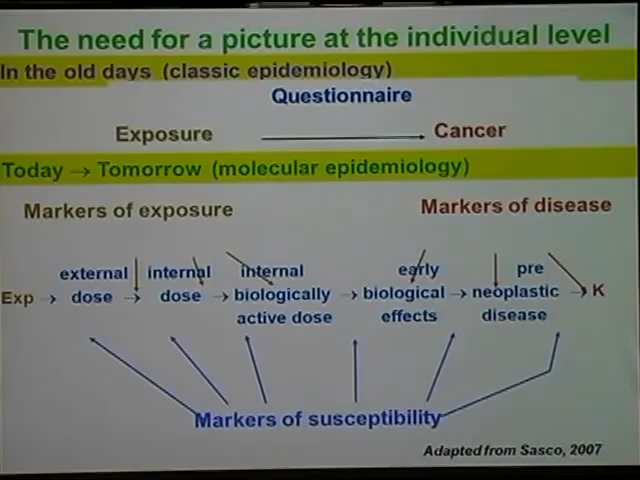 The need for a picture at the individual level
In the old days (classic epidemiology)
Questionnaire
Exposure → Cancer
Today → Tomorrow (molecular epidemiology)
Markers of exposure
Markers of disease
external internal internal early pre
Exp → dose → dose → biologically → biological → neoplastic → K
active dose effects disease
Markers of susceptibility
Adapted from Sasco, 2007